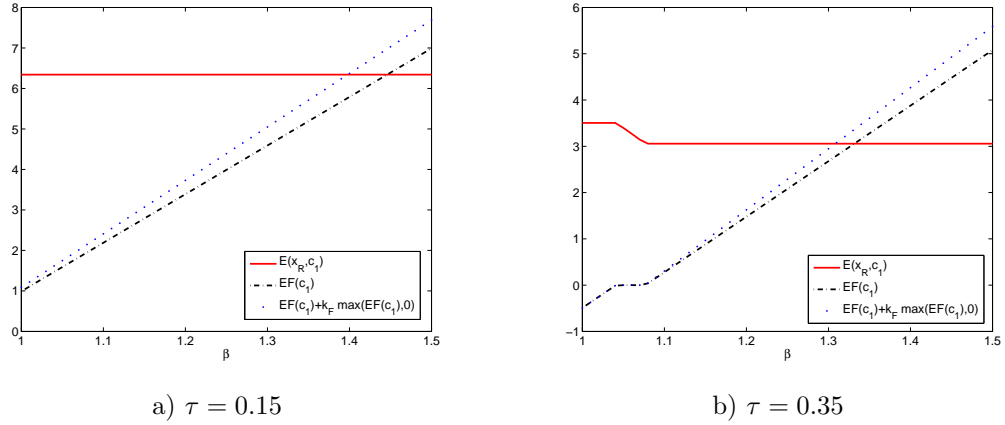 8
7
6
5
4
3
2
1
0
1
1.1
1.2
1.3
1.4
1.5
β
E(x_R,c_1)
EF(c_1)
EF(c_1)+k_F max(EF(c_1),0)
a) τ = 0.15
6
5
4
3
2
1
0
−1
1
1.1
1.2
1.3
1.4
1.5
β
E(x_R,c_1)
EF(c_1)
EF(c_1)+k_F max(EF(c_1),0)
b) τ = 0.35